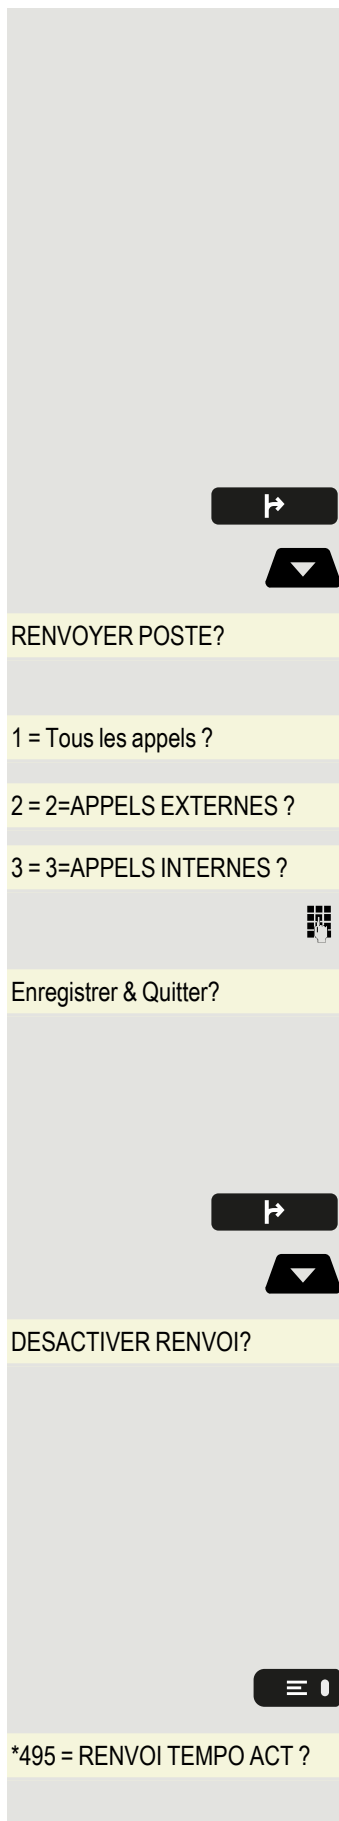 RENVOYER POSTE?
1 = Tous les appels ?
2 = 2=APPELS EXTERNES ?
3 = 3=APPELS INTERNES ?
Enregistrer & Quitter?
DESACTIVER RENVOI?
*495 = RENVOI TEMPO ACT ?